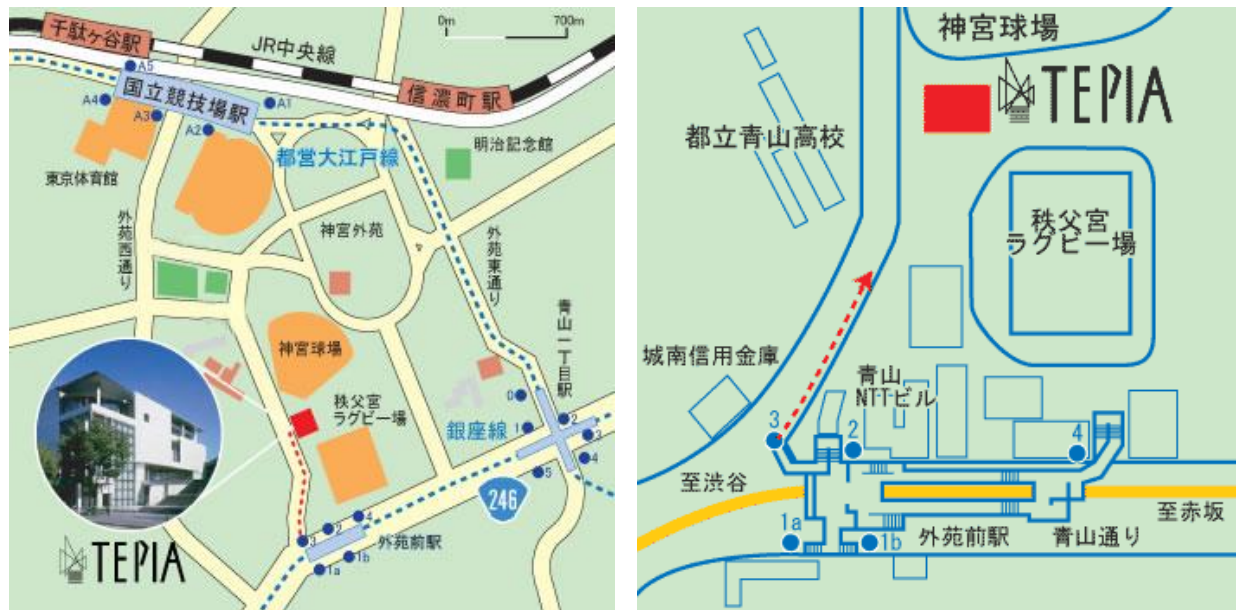 0m 700m
千駄ヶ谷駅
JR中央線
信濃町駅
国立競技場駅
A5
A4
A3
A2
A1
都営大江戸線
明治記念館
東京体育館
外苑西通り
神宮外苑
外苑東通り
青山一丁目駅
神宮球場
秩父宮
ラグビー場
銀座線
0
1
2
3
4
5
246
外苑前駅
3
2
4
1a
1b
TEPIA
神宮球場
TEPIA
都立青山高校
秩父宮
ラグビー場
城南信用金庫
青山
NTTビル
3
2
4
至渋谷
至赤坂
1a
1b
外苑前駅
青山通り